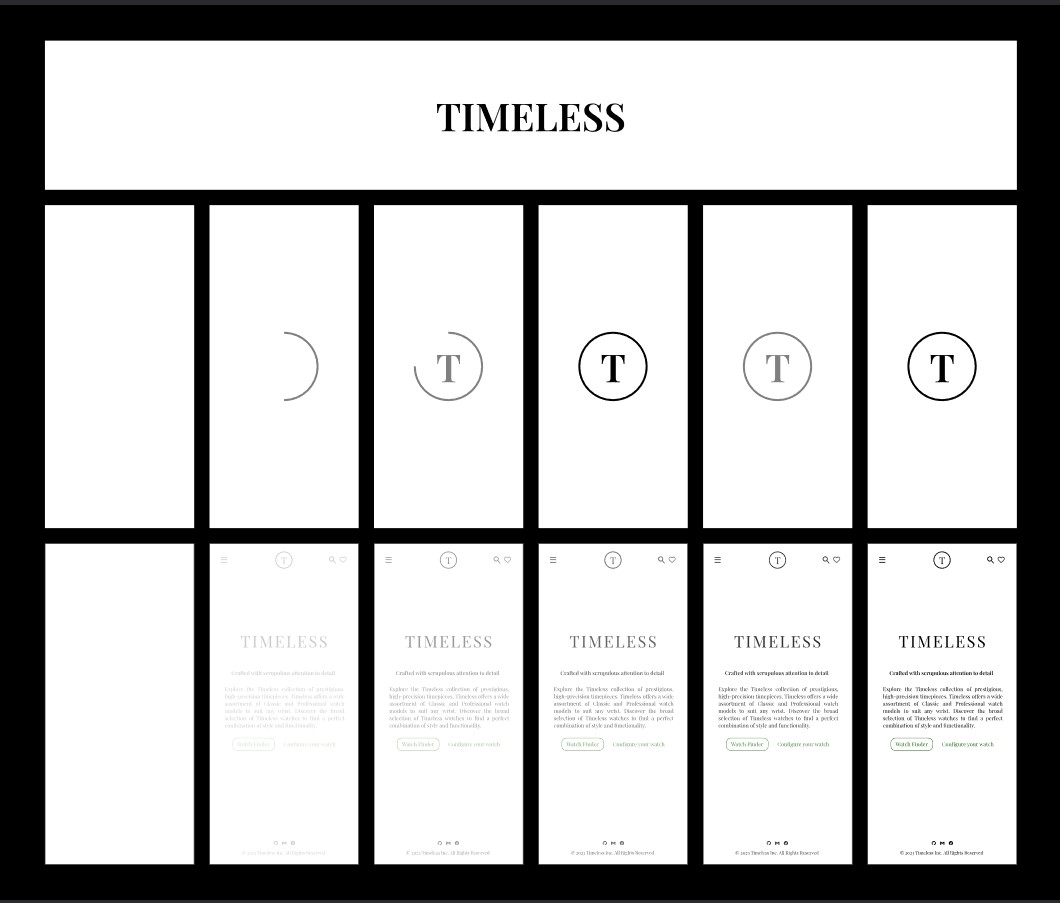 TIMELESS
T
T
T
T
T
TIMELESS
Crafted with scrupulous attention to detail
Explore the Timeless collection of prestigious,
high-precision timepieces. Timeless offers a wide
assortment of Classic and Professional watch
models to suit any wrist. Discover the broad
selection of Timeless watches to find a perfect
combination of style and functionality.
Watch Finder Configure your watch
© 2023 Timeless Inc. All Rights Reserved
T
TIMELESS
Crafted with scrupulous attention to detail
Explore the Timeless collection of prestigious,
high-precision timepieces. Timeless offers a wide
assortment of Classic and Professional watch
models to suit any wrist. Discover the broad
selection of Timeless watches to find a perfect
combination of style and functionality.
Watch Finder Configure your watch
© 2023 Timeless Inc. All Rights Reserved
T
TIMELESS
Crafted with scrupulous attention to detail
Explore the Timeless collection of prestigious,
high-precision timepieces. Timeless offers a wide
assortment of Classic and Professional watch
models to suit any wrist. Discover the broad
selection of Timeless watches to find a perfect
combination of style and functionality.
Watch Finder Configure your watch
© 2023 Timeless Inc. All Rights Reserved
T
TIMELESS
Crafted with scrupulous attention to detail
Explore the Timeless collection of prestigious,
high-precision timepieces. Timeless offers a wide
assortment of Classic and Professional watch
models to suit any wrist. Discover the broad
selection of Timeless watches to find a perfect
combination of style and functionality.
Watch Finder Configure your watch
© 2023 Timeless Inc. All Rights Reserved
T
TIMELESS
Crafted with scrupulous attention to detail
Explore the Timeless collection of prestigious,
high-precision timepieces. Timeless offers a wide
assortment of Classic and Professional watch
models to suit any wrist. Discover the broad
selection of Timeless watches to find a perfect
combination of style and functionality.
Watch Finder Configure your watch
© 2023 Timeless Inc. All Rights Reserved